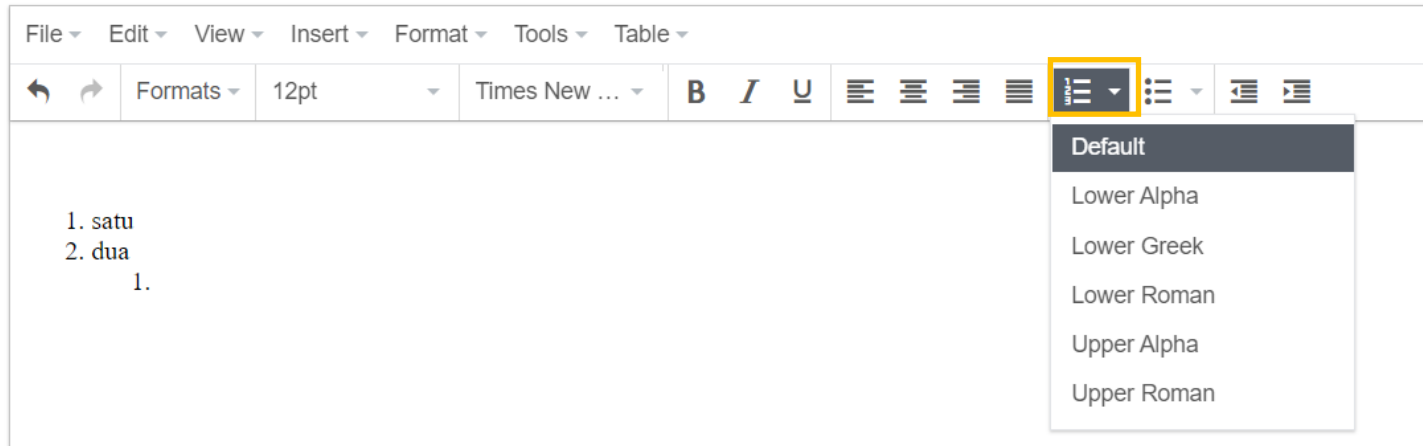 File Edit View Insert Format Tools Table
Formats 12pt Times New ... B I U
Default
Lower Alpha
Lower Greek
Lower Roman
Upper Alpha
Upper Roman
1. satu
2. dua
1.